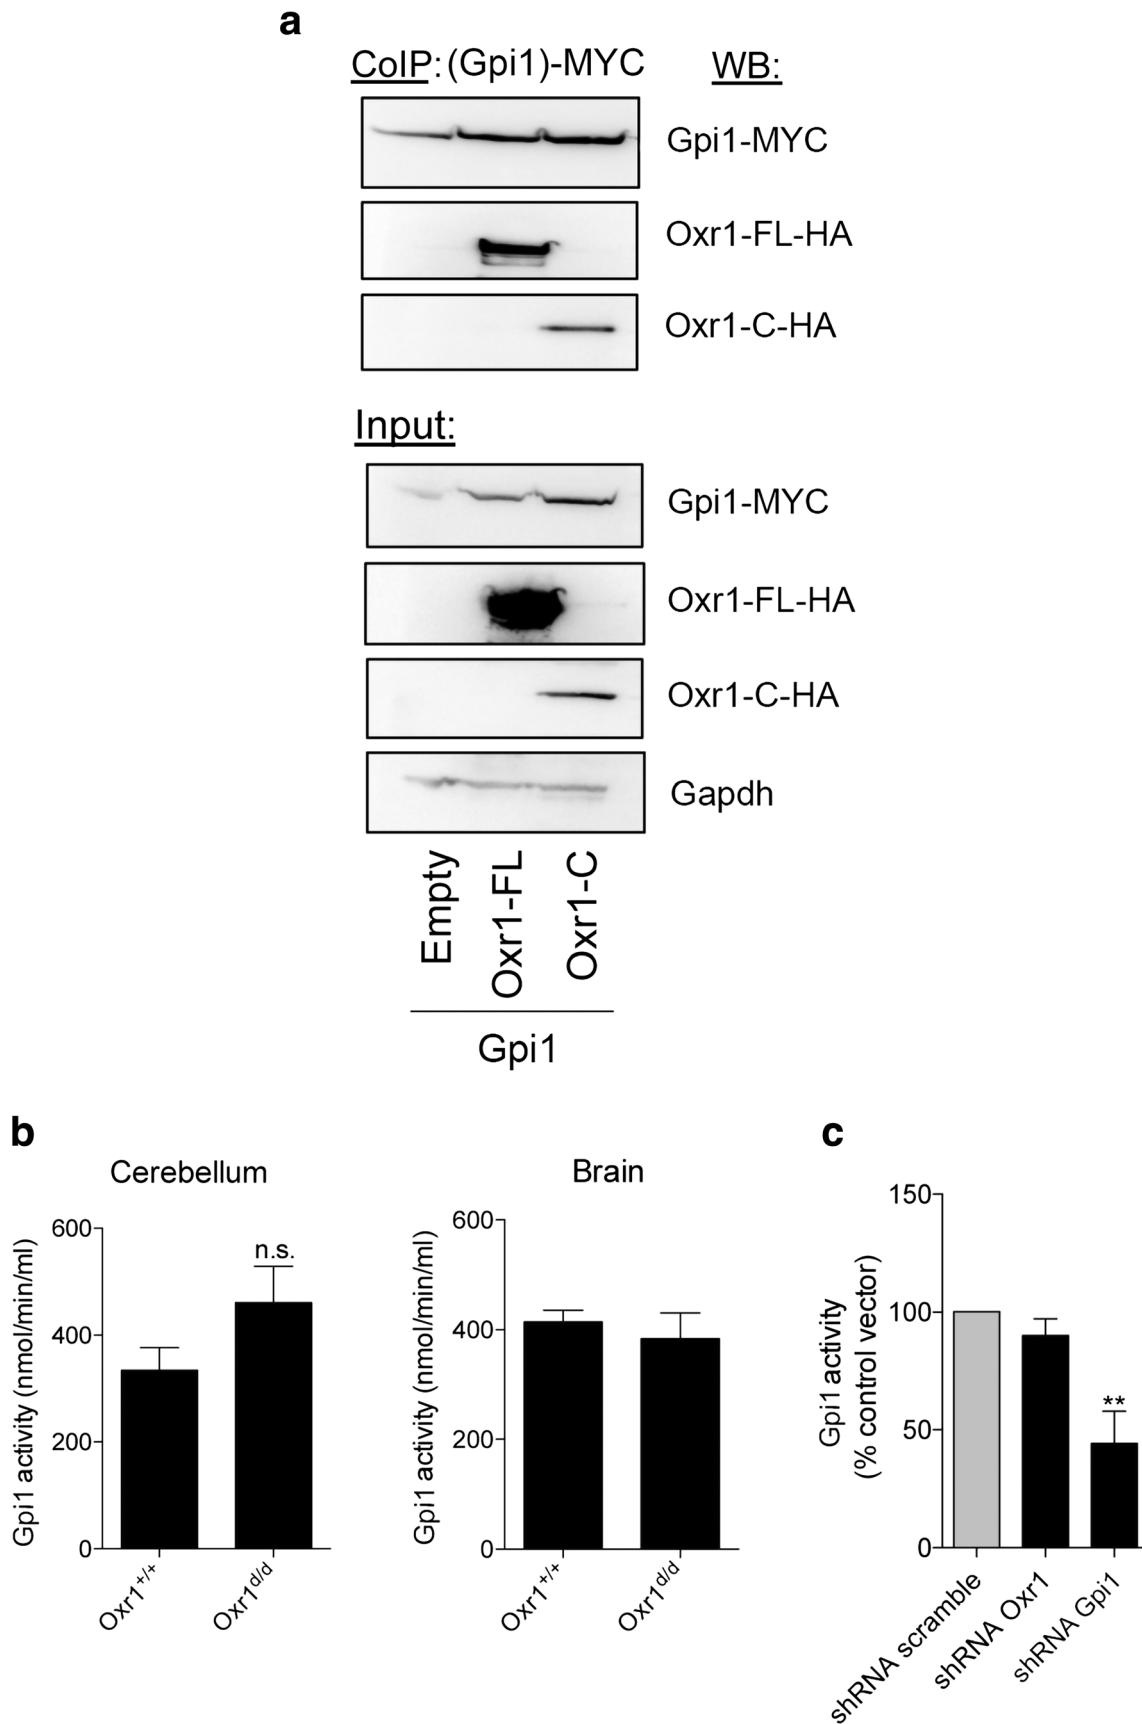 a
CoIP: (Gpi1)-MYC WB:
Gpi1-MYC
Oxr1-FL-HA
Oxr1-C-HA
Input:
Gpi1-MYC
Oxr1-FL-HA
Oxr1-C-HA
Gapdh
Empty
Oxr1-FL
Oxr1-C
Gpi1
b
Cerebellum
Gpi1 activity (nmol/min/ml)
600
400
200
0
n.s.
Oxr1+/+
Oxr1d/d
Brain
Gpi1 activity (nmol/min/ml)
600
400
200
0
Oxr1+/+
Oxr1d/d
c
Gpi1 activity
(% control vector)
150
100
50
0
**
shRNA scramble
shRNA Oxr1
shRNA Gpi1